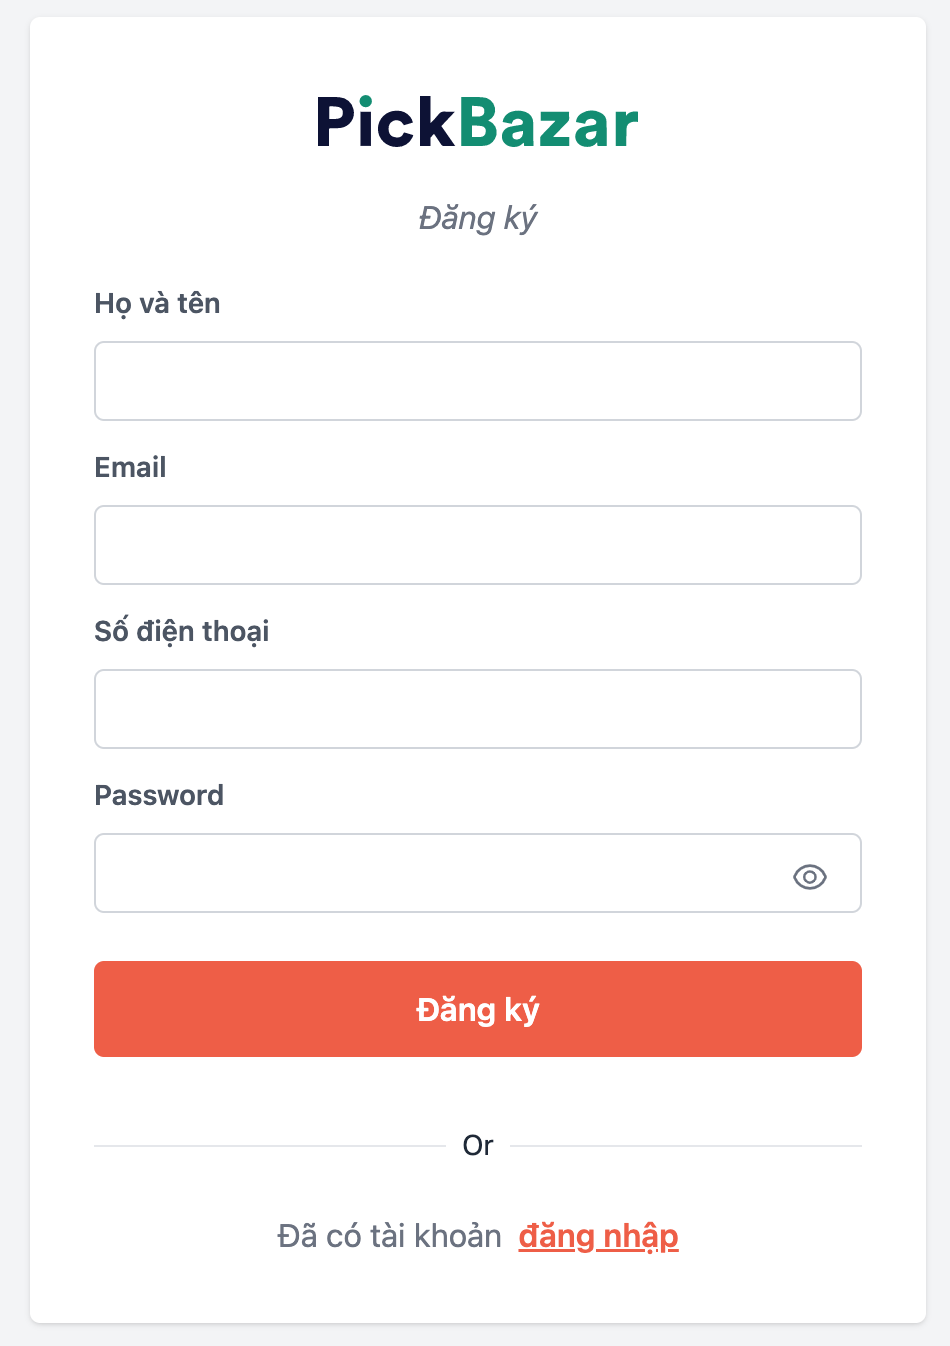 PickBazar
Đăng ký
Họ và tên
Email
Số điện thoại
Password
Đăng ký
Or
Đã có tài khoản đăng nhập